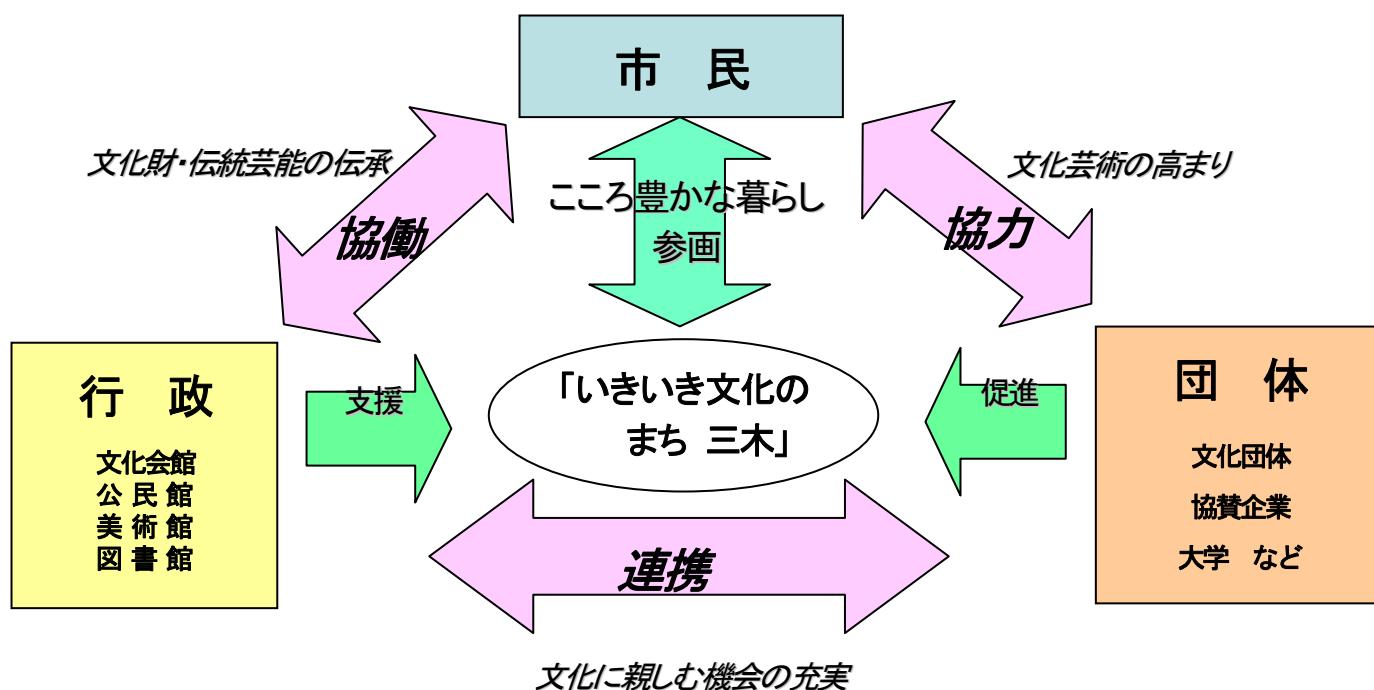 市　民
文化財・伝統芸能の伝承
文化芸術の高まり
こころ豊かな暮らし
参画
協働
協力
行　政
文化会館
公 民 館
美 術 館
図 書 館
支援
「いきいき文化の
まち 三木」
促進
団　体
文化団体
協賛企業
大学　など
連携
文化に親しむ機会の充実